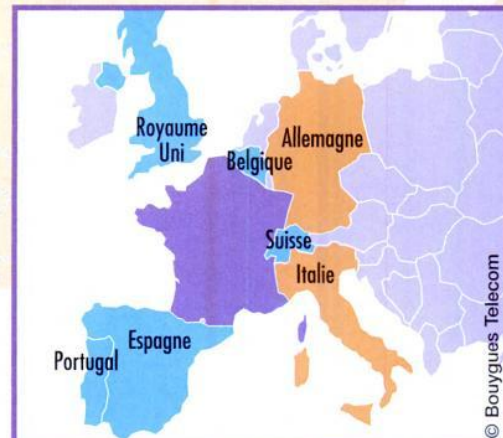 Royaume
Uni
Allemagne
Belgique
Suisse
Italie
Espagne
Portugal
© Bouygues Telecom